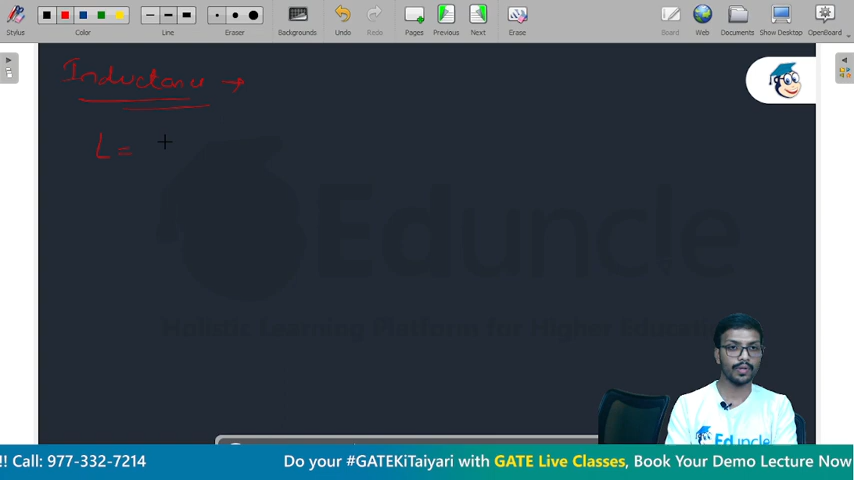 Stylus
Color
Line
Eraser
Backgrounds
Undo
Redo
Pages
Previous
Next
Erase
Board
Web
Documents
Show Desktop
OpenBoard
Inductance →
L =
Eduncle
Holistic Learning Platform for Higher Education
Eduncle
!! Call: 977-332-7214
Do your #GATEKiTaiyari with GATE Live Classes, Book Your Demo Lecture Now